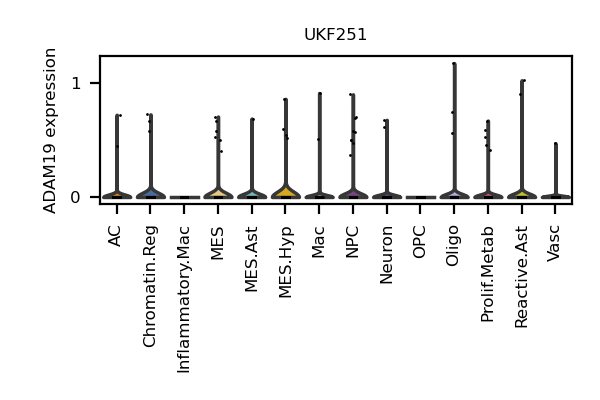 UKF251
ADAM19 expression
1
0
AC
Chromatin.Reg
Inflammatory.Mac
MES
MES.Ast
MES.Hyp
Mac
NPC
Neuron
OPC
Oligo
Prolif.Metab
Reactive.Ast
Vasc